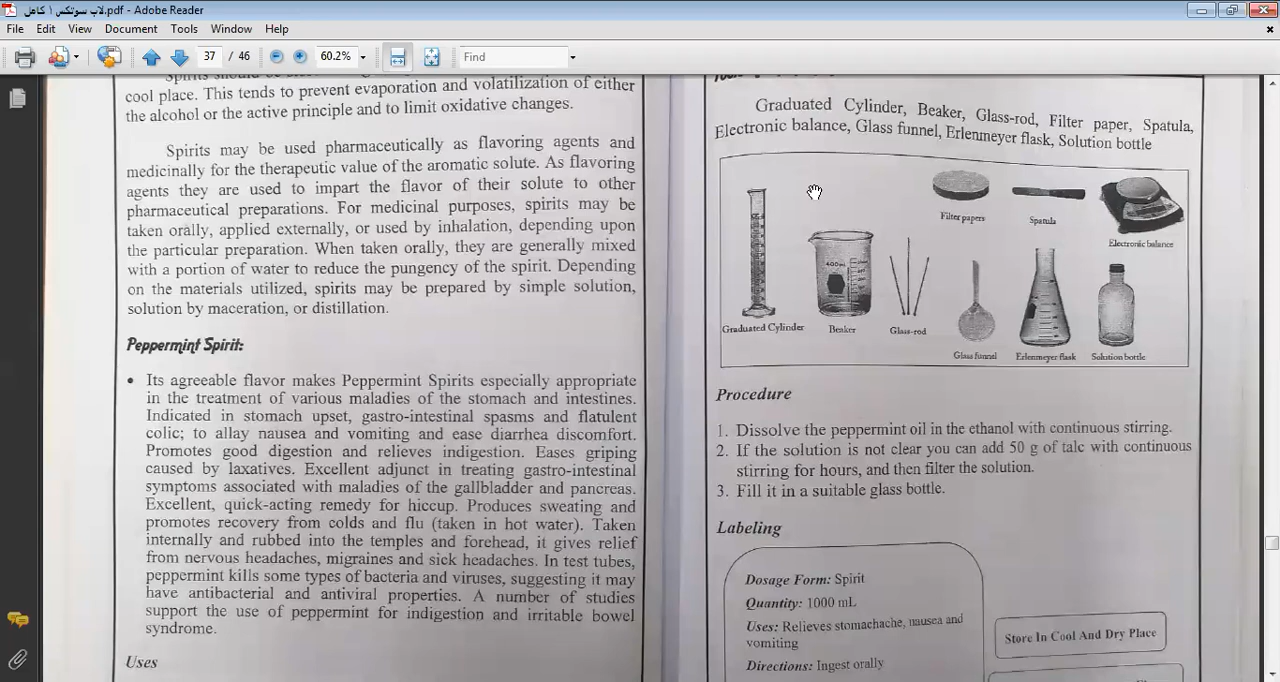 لاب سوتكس ١ كامل.pdf - Adobe Reader
File Edit View Document Tools Window Help
37 / 46 60.2% Find
cool place. This tends to prevent evaporation and volatilization of either
the alcohol or the active principle and to limit oxidative changes.
Spirits may be used pharmaceutically as flavoring agents and
medicinally for the therapeutic value of the aromatic solute. As flavoring
agents they are used to impart the flavor of their solute to other
pharmaceutical preparations. For medicinal purposes, spirits may be
taken orally, applied externally, or used by inhalation, depending upon
the particular preparation. When taken orally, they are generally mixed
with a portion of water to reduce the pungency of the spirit. Depending
on the materials utilized, spirits may be prepared by simple solution,
solution by maceration, or distillation.
Peppermint Spirit:
• Its agreeable flavor makes Peppermint Spirits especially appropriate
in the treatment of various maladies of the stomach and intestines.
Indicated in stomach upset, gastro-intestinal spasms and flatulent
colic; to allay nausea and vomiting and ease diarrhea discomfort.
Promotes good digestion and relieves indigestion. Eases griping
caused by laxatives. Excellent adjunct in treating gastro-intestinal
symptoms associated with maladies of the gallbladder and pancreas.
Excellent, quick-acting remedy for hiccup. Produces sweating and
promotes recovery from colds and flu (taken in hot water). Taken
internally and rubbed into the temples and forehead, it gives relief
from nervous headaches, migraines and sick headaches. In test tubes,
peppermint kills some types of bacteria and viruses, suggesting it may
have antibacterial and antiviral properties. A number of studies
support the use of peppermint for indigestion and irritable bowel
syndrome.
Uses
Graduated Cylinder, Beaker, Glass-rod, Filter paper, Spatula,
Electronic balance, Glass funnel, Erlenmeyer flask, Solution bottle
Filter papers
Spatula
Electronic balance
400ml
Graduated Cylinder
Beaker
Glass-rod
Glass funnel
Erlenmeyer flask
Solution bottle
Procedure
1. Dissolve the peppermint oil in the ethanol with continuous stirring.
2. If the solution is not clear you can add 50 g of talc with continuous
stirring for hours, and then filter the solution.
3. Fill it in a suitable glass bottle.
Labeling
Dosage Form: Spirit
Quantity: 1000 mL
Uses: Relieves stomachache, nausea and
vomiting
Directions: Ingest orally
Store In Cool And Dry Place